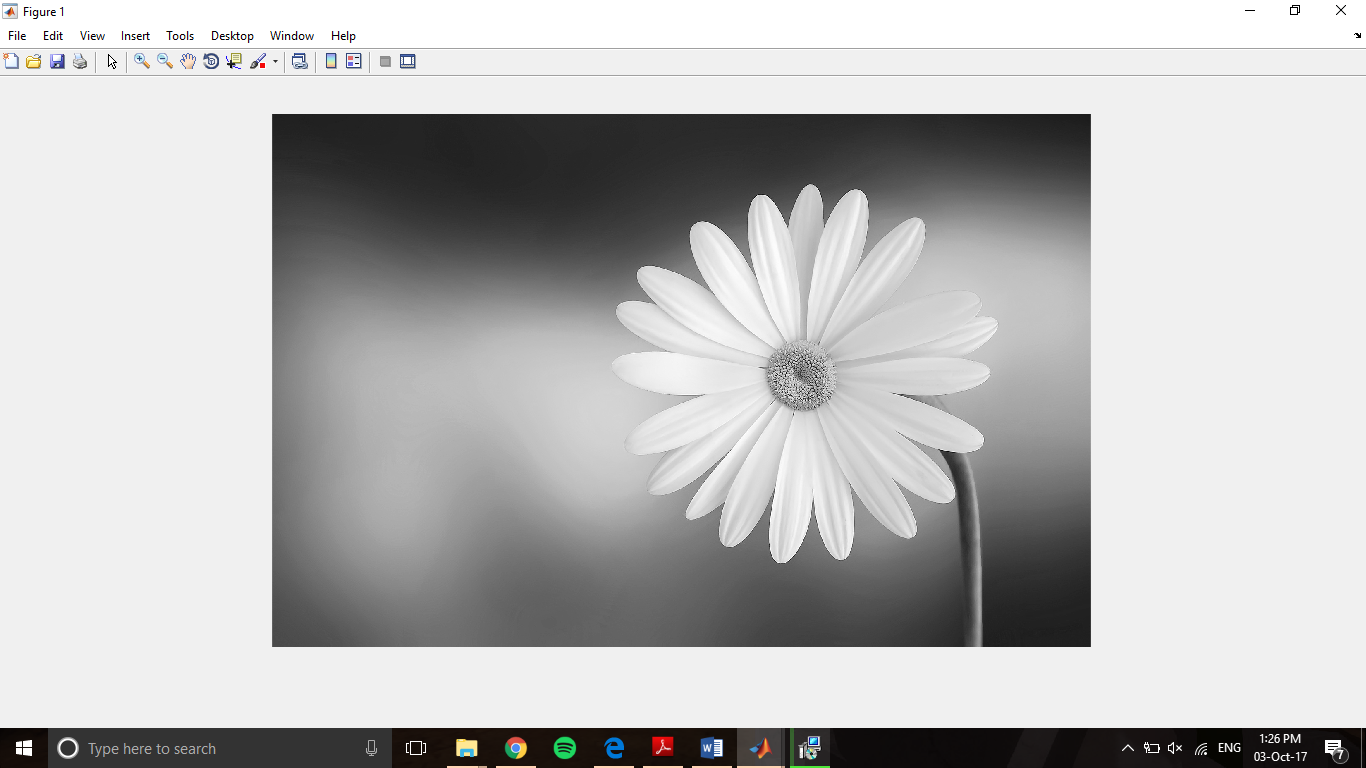 Figure 1
File Edit View Insert Tools Desktop Window Help
Type here to search
ENG
1:26 PM
03-Oct-17
7